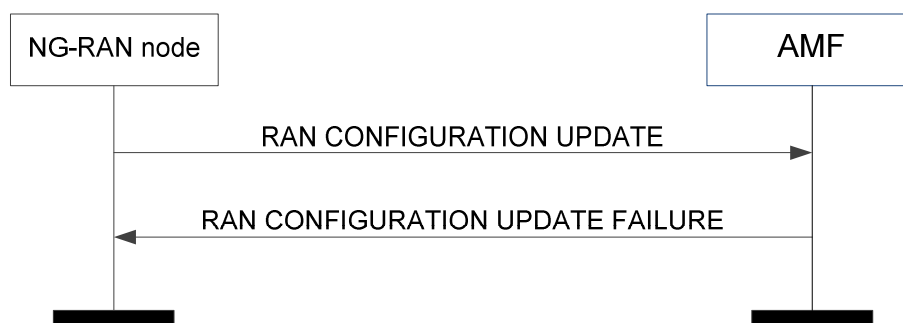 NG-RAN node
AMF
RAN CONFIGURATION UPDATE
RAN CONFIGURATION UPDATE FAILURE